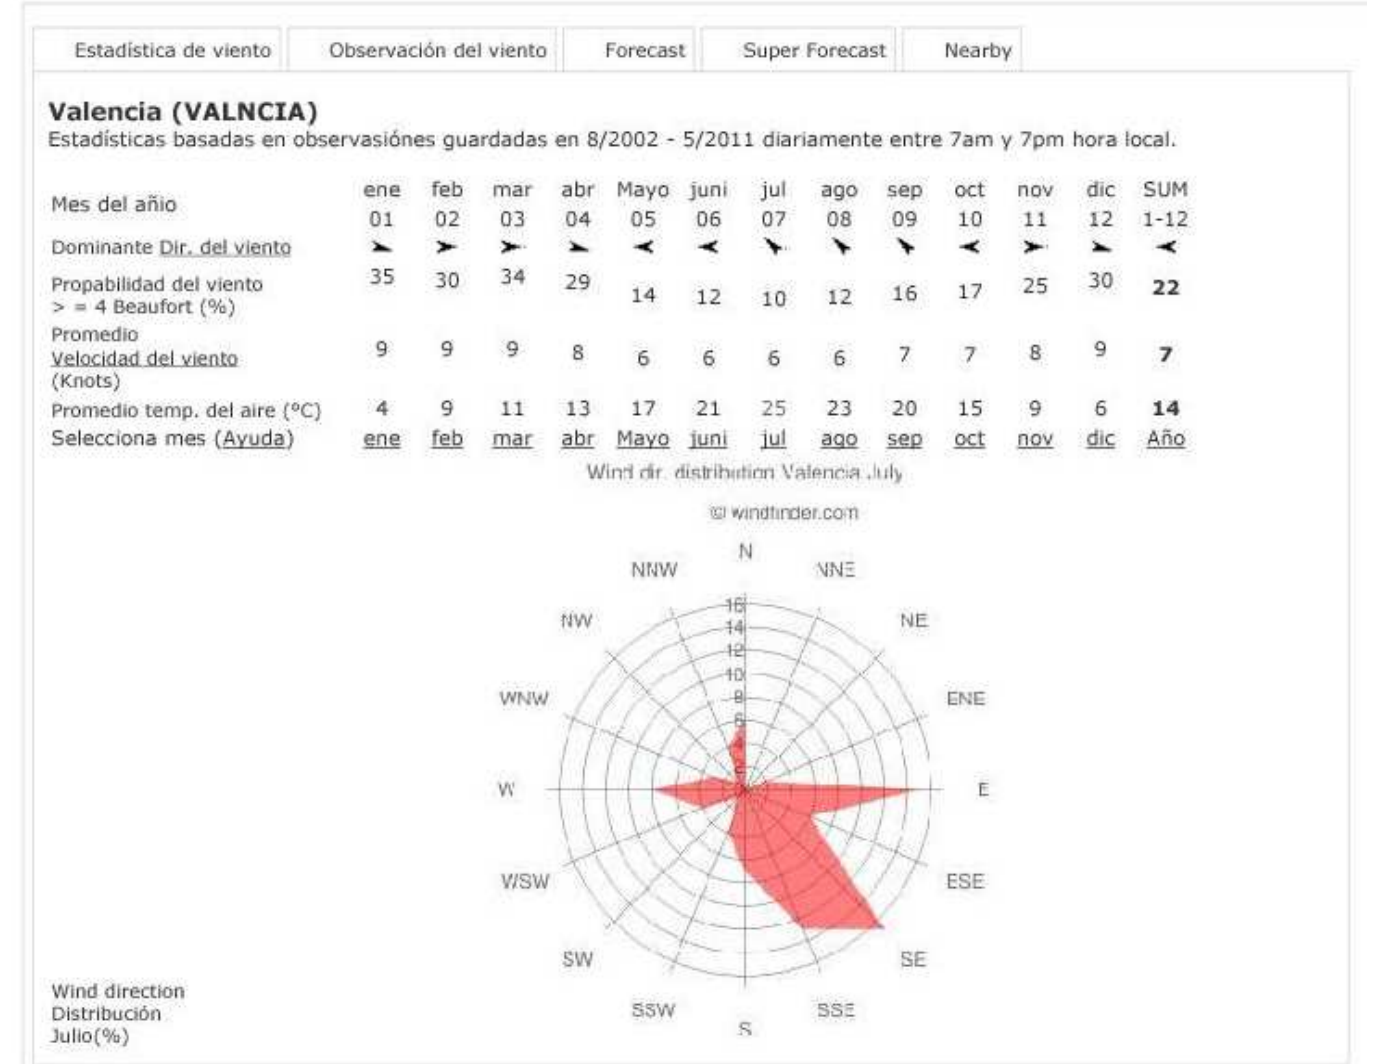 Estadística de viento Observación del viento Forecast Super Forecast Nearby
Valencia (VALNCIA)
Estadísticas basadas en observasiónes guardadas en 8/2002 - 5/2011 diariamente entre 7am y 7pm hora local.
Mes del añio ene feb mar abr Mayo juni jul ago sep oct nov dic SUM
01 02 03 04 05 06 07 08 09 10 11 12 1-12
Dominante Dir. del viento
Propabilidad del viento
> = 4 Beaufort (%) 35 30 34 29 14 12 10 12 16 17 25 30 22
Promedio
Velocidad del viento
(Knots) 9 9 9 8 6 6 6 6 7 7 8 9 7
Promedio temp. del aire (°C) 4 9 11 13 17 21 25 23 20 15 9 6 14
Selecciona mes (Ayuda) ene feb mar abr Mayo juni jul ago sep oct nov dic Año
Wind dir. distribution Valencia July
© windfinder.com
N
NNW NNE
NW NE
16
14
12
10
8
6
4
2
WNW ENE
W E
WSW ESE
SW SE
SSW SSE
S
Wind direction
Distribución
Julio(%)